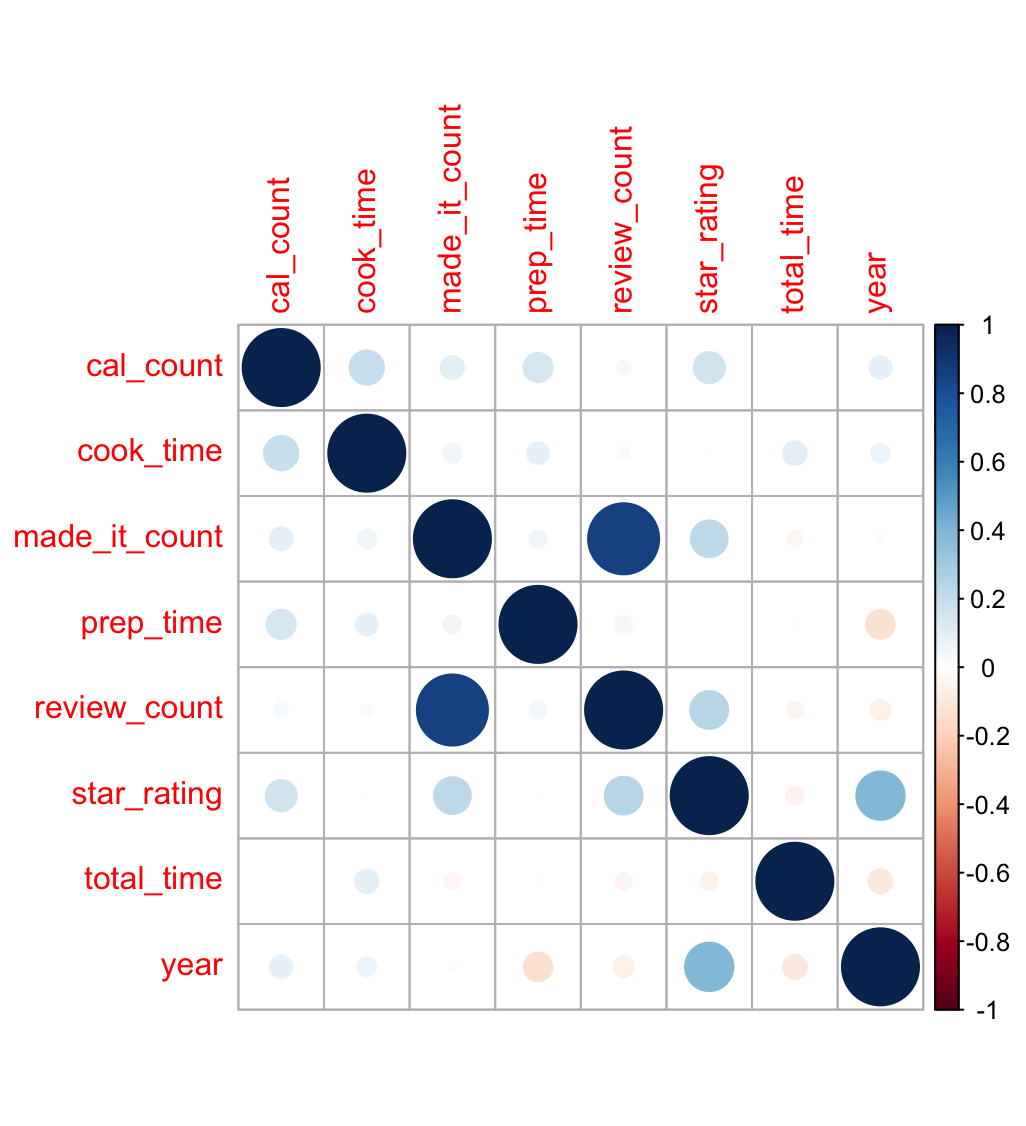 cal_count
cook_time
made_it_count
prep_time
review_count
star_rating
total_time
year
cal_count
cook_time
made_it_count
prep_time
review_count
star_rating
total_time
year
1
0.8
0.6
0.4
0.2
0
-0.2
-0.4
-0.6
-0.8
-1